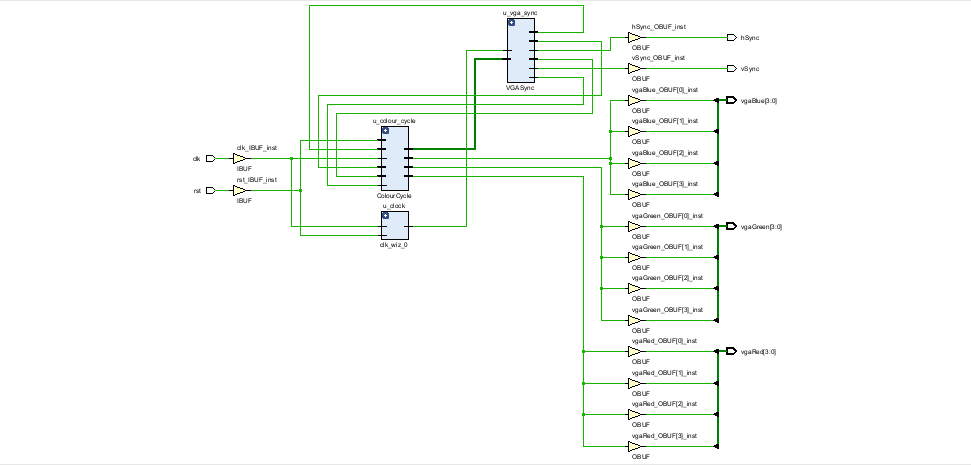 u_vga_sync
VGASync
hSync_OBUF_inst
OBUF
hSync
vSync_OBUF_inst
OBUF
vSync
vgaBlue_OBUF[0]_inst
OBUF
vgaBlue[3:0]
vgaBlue_OBUF[1]_inst
OBUF
vgaBlue_OBUF[2]_inst
OBUF
vgaBlue_OBUF[3]_inst
OBUF
u_colour_cycle
ColourCycle
clk
clk_IBUF_inst
IBUF
rst
rst_IBUF_inst
IBUF
u_clock
clk_wiz_0
vgaGreen_OBUF[0]_inst
OBUF
vgaGreen[3:0]
vgaGreen_OBUF[1]_inst
OBUF
vgaGreen_OBUF[2]_inst
OBUF
vgaGreen_OBUF[3]_inst
OBUF
vgaRed_OBUF[0]_inst
OBUF
vgaRed[3:0]
vgaRed_OBUF[1]_inst
OBUF
vgaRed_OBUF[2]_inst
OBUF
vgaRed_OBUF[3]_inst
OBUF